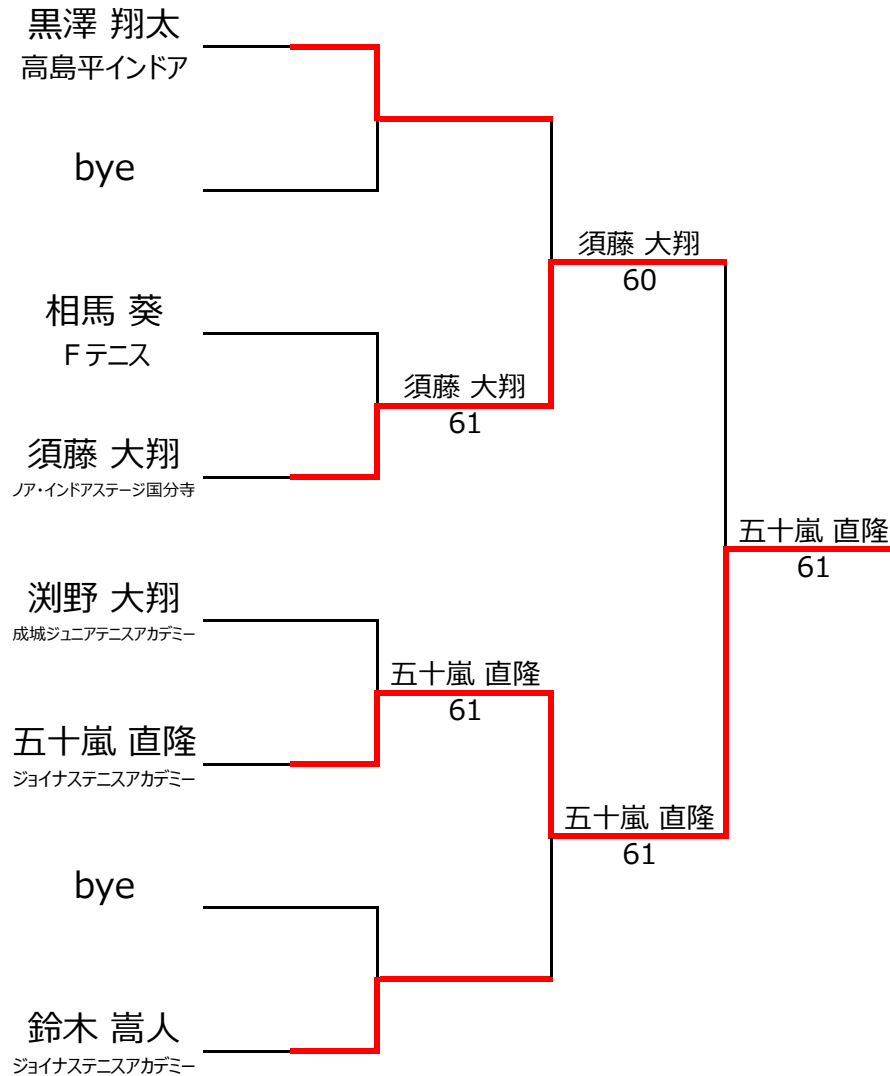 黒澤 翔太
高島平インドア
bye
相馬 葵
Fテニス
須藤 大翔
ノア・インドアステージ国分寺
渕野 大翔
成城ジュニアテニスアカデミー
五十嵐 直隆
ジョイナステニスアカデミー
bye
鈴木 嵩人
ジョイナステニスアカデミー
須藤 大翔
61
五十嵐 直隆
61
須藤 大翔
60
五十嵐 直隆
61
五十嵐 直隆
61